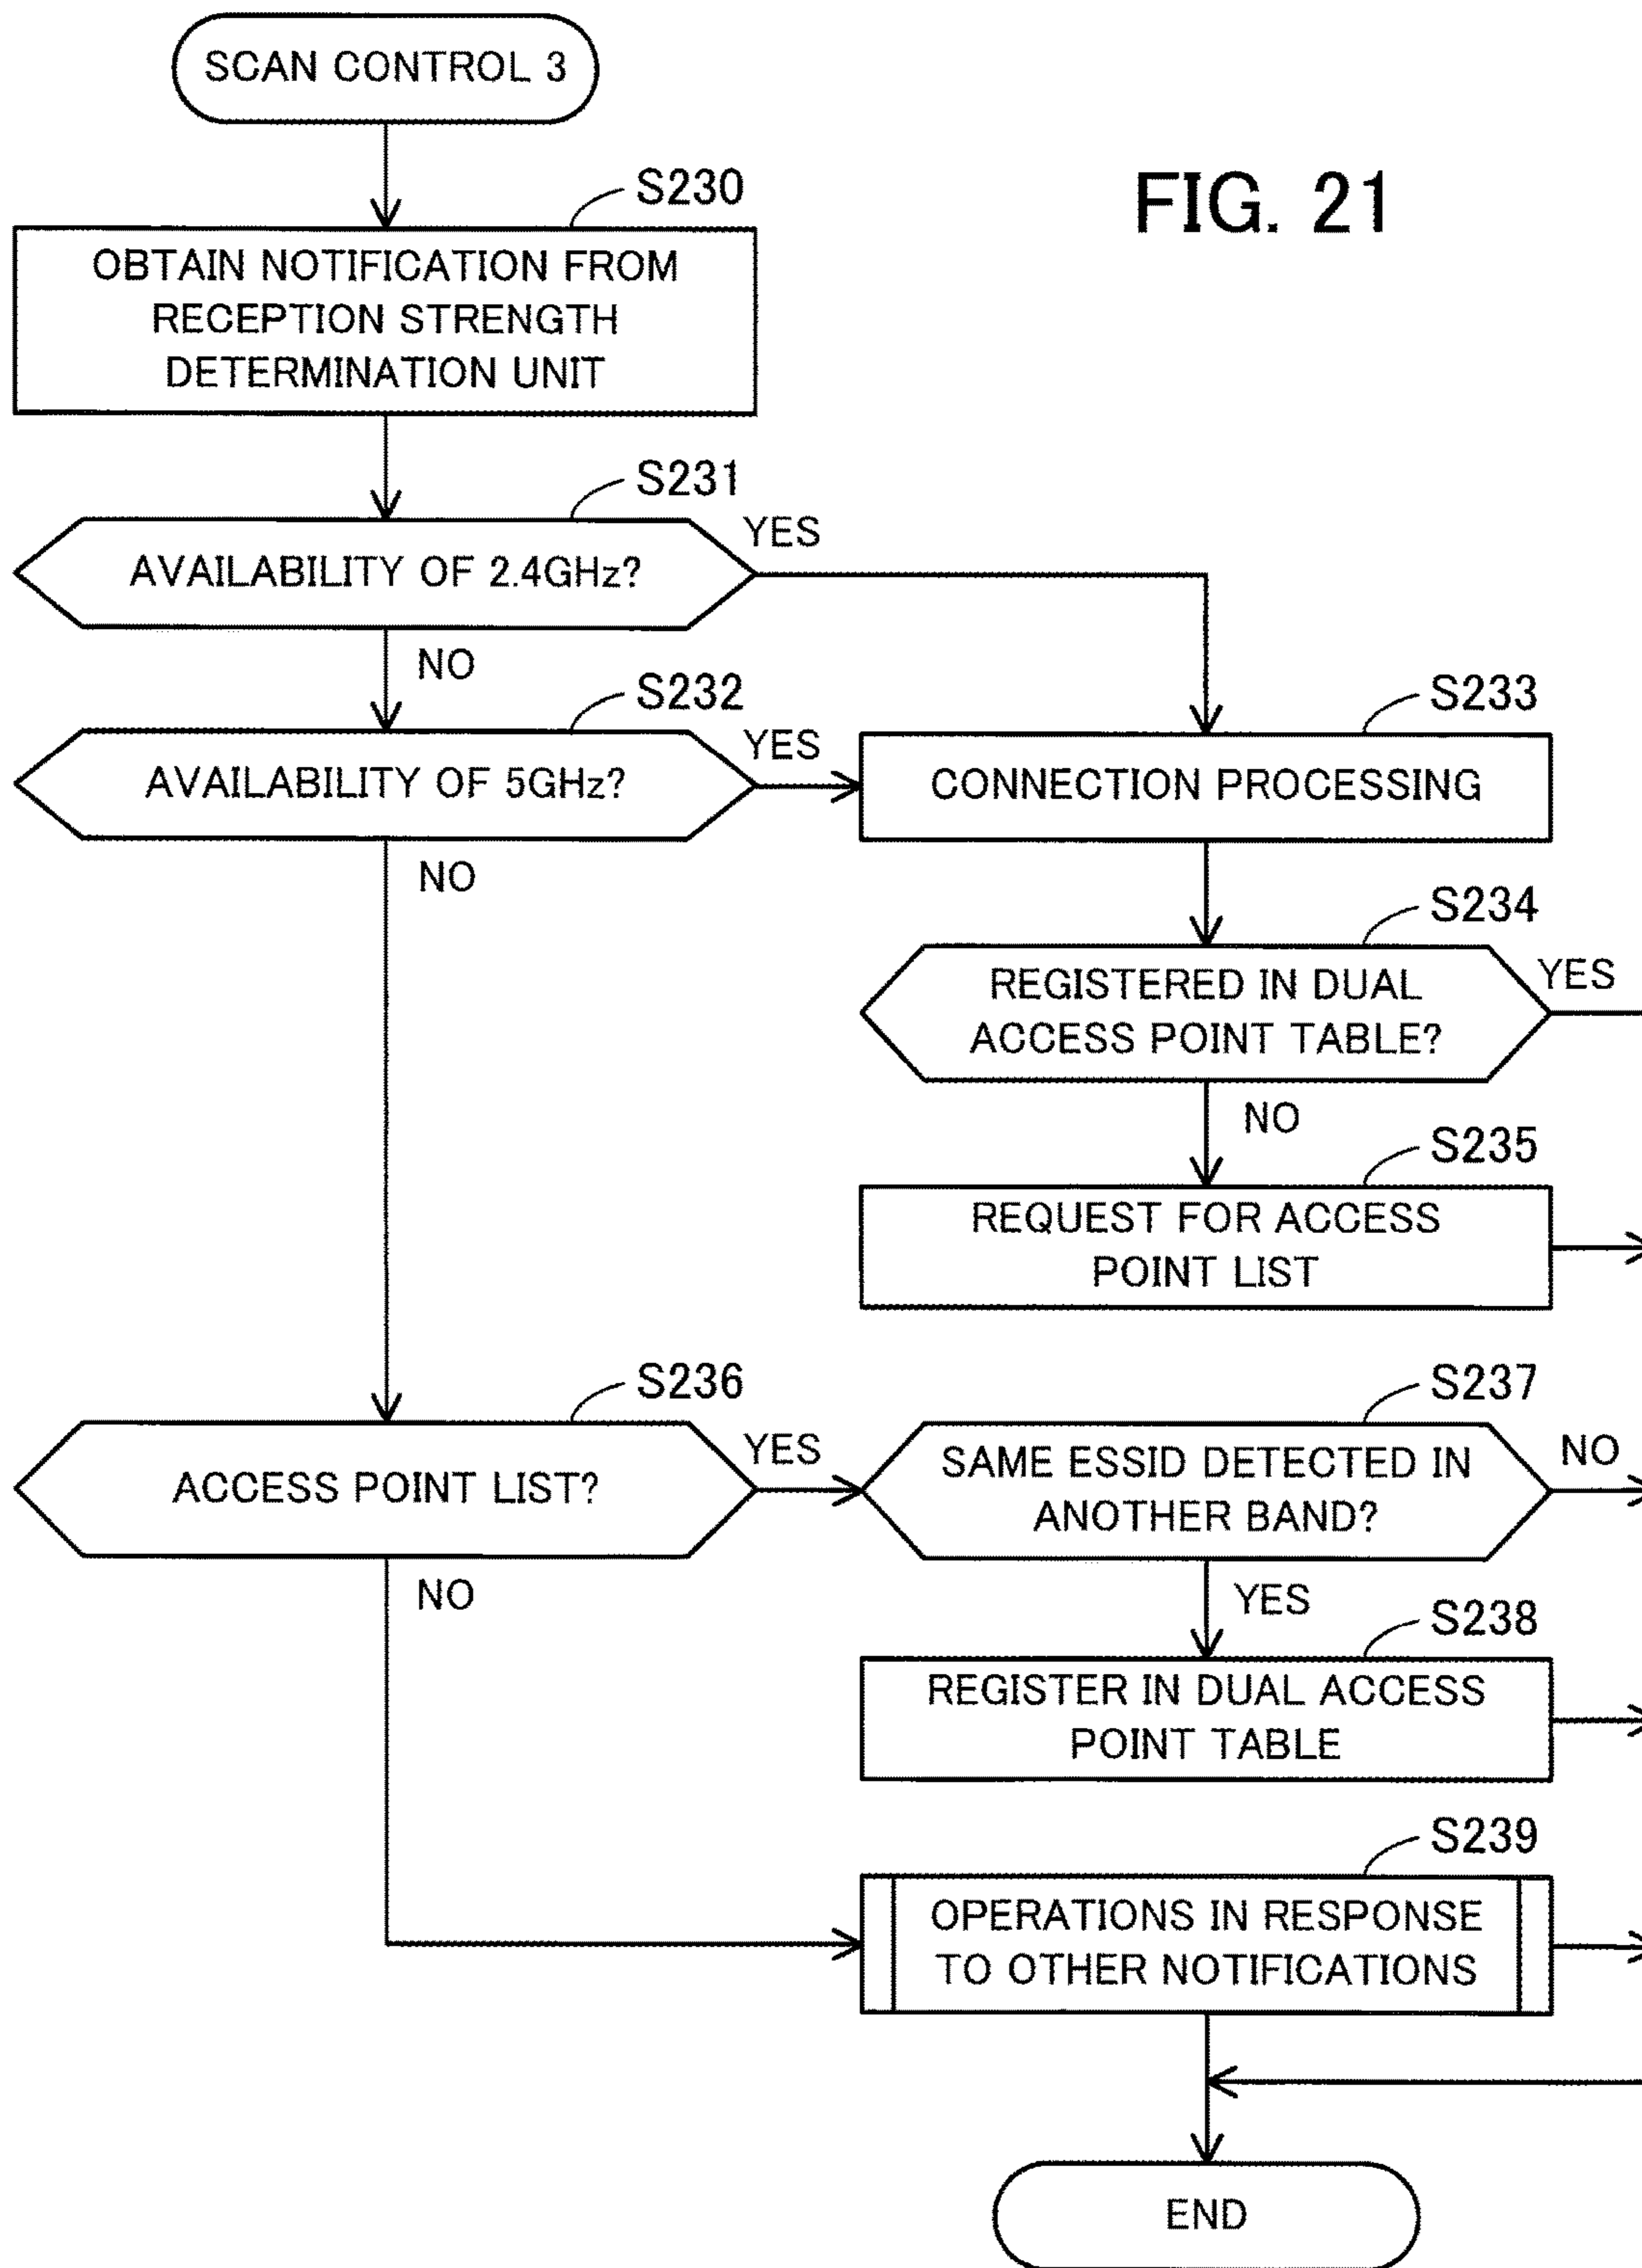 SCAN CONTROL 3
FIG. 21
S230
OBTAIN NOTIFICATION FROM
RECEPTION STRENGTH
DETERMINATION UNIT
S231
AVAILABILITY OF 2.4GHz?
YES
NO
S232
AVAILABILITY OF 5GHz?
YES
NO
S233
CONNECTION PROCESSING
S234
REGISTERED IN DUAL
ACCESS POINT TABLE?
YES
NO
S235
REQUEST FOR ACCESS
POINT LIST
S236
ACCESS POINT LIST?
YES
NO
S237
SAME ESSID DETECTED IN
ANOTHER BAND?
NO
YES
S238
REGISTER IN DUAL ACCESS
POINT TABLE
S239
OPERATIONS IN RESPONSE
TO OTHER NOTIFICATIONS
END